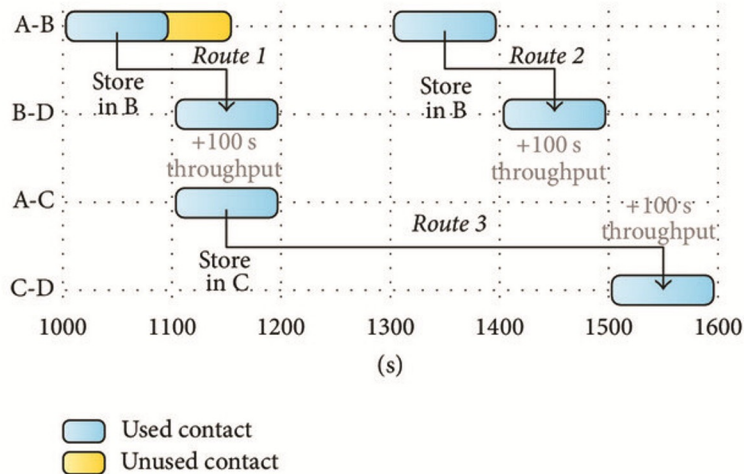 A-B
Route 1
Route 2
Store
in B
Store
in B
B-D
+100 s
throughput
+100 s
throughput
A-C
+100 s
throughput
Route 3
Store
in C
C-D
1000 1100 1200 1300 1400 1500 1600
(s)
Used contact
Unused contact